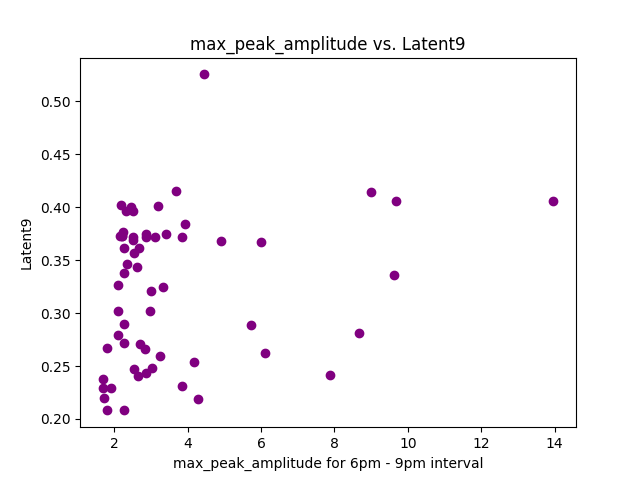 max_peak_amplitude vs. Latent9
0.50
0.45
0.40
0.35
0.30
0.25
0.20
Latent9
2 4 6 8 10 12 14
max_peak_amplitude for 6pm - 9pm interval